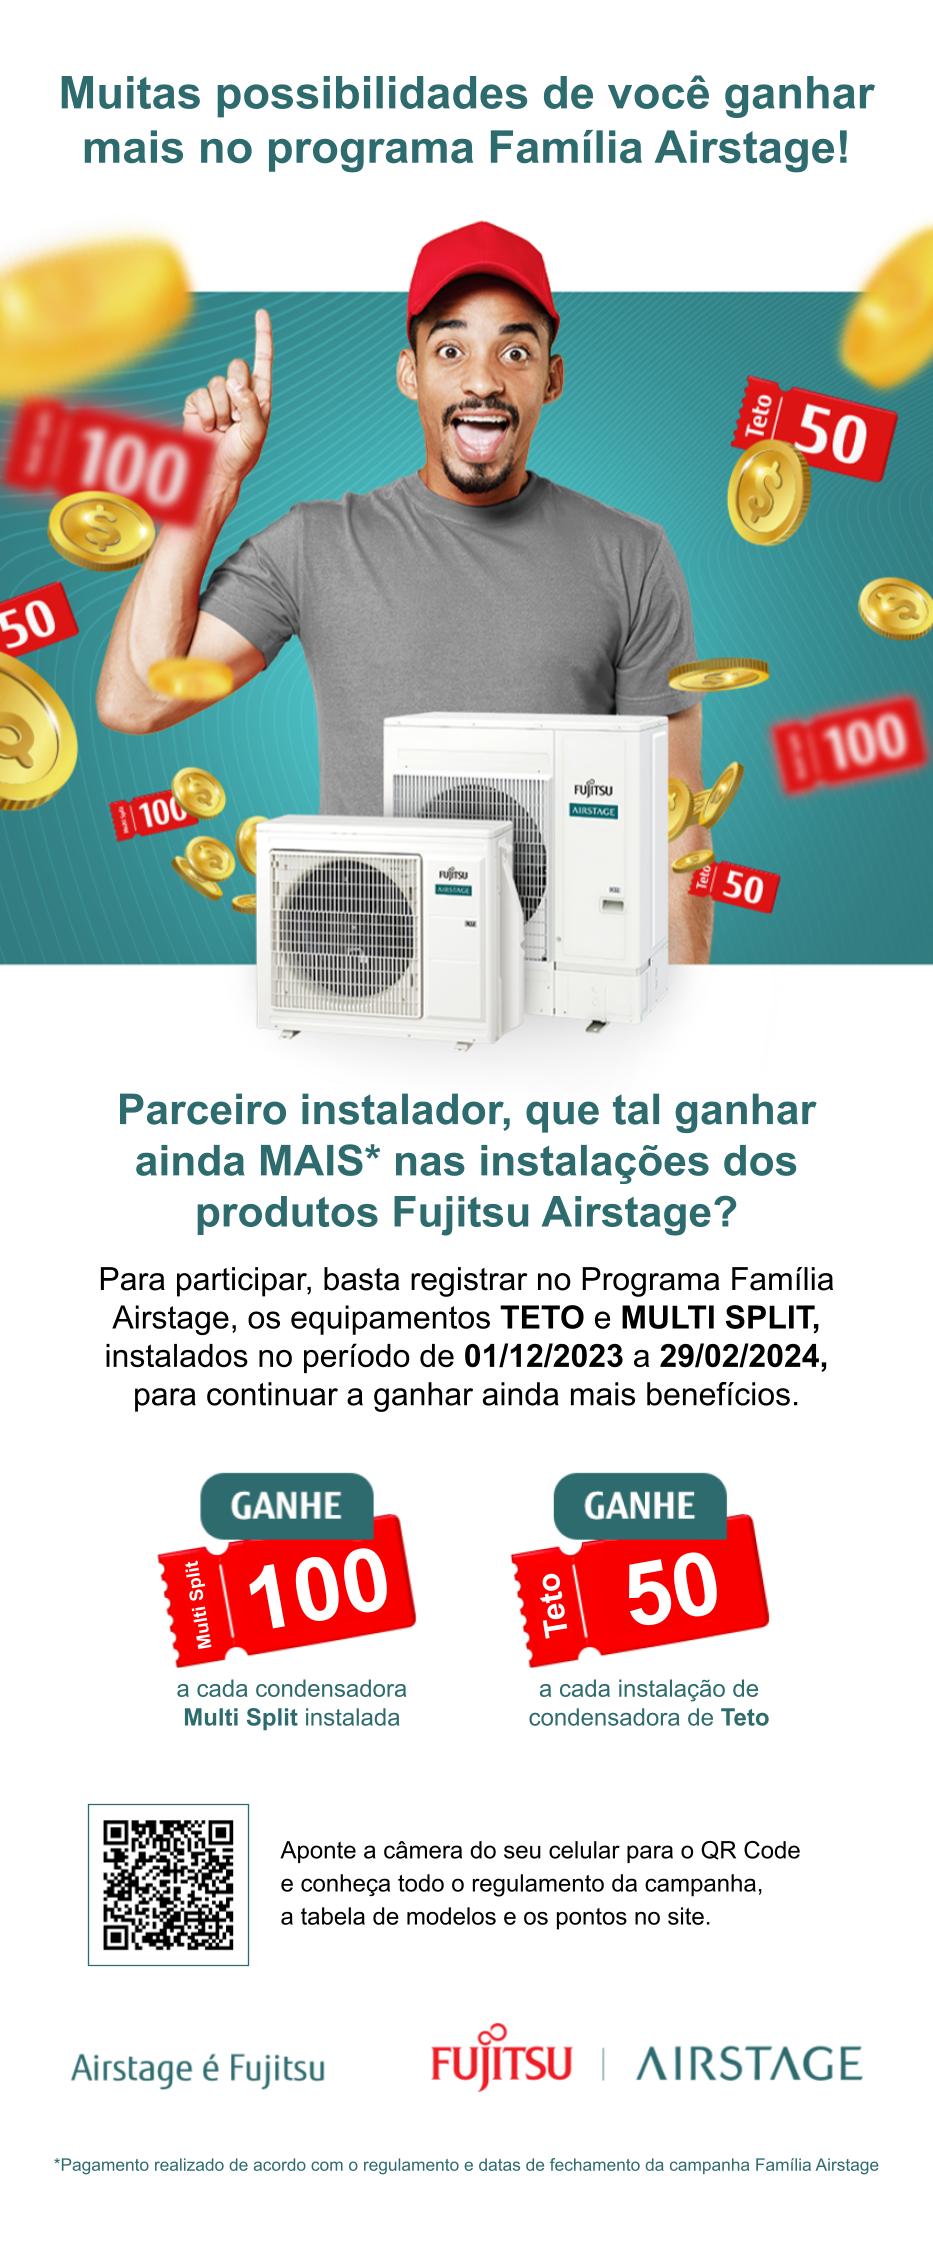 Muitas possibilidades de você ganhar
mais no programa Família Airstage!
100
Teto 50
50
100
Multi Split 100
FUJITSU
AIRSTAGE
FUJITSU
AIRSTAGE
Teto 50
Parceiro instalador, que tal ganhar
ainda MAIS* nas instalações dos
produtos Fujitsu Airstage?
Para participar, basta registrar no Programa Família
Airstage, os equipamentos TETO e MULTI SPLIT,
instalados no período de 01/12/2023 a 29/02/2024,
para continuar a ganhar ainda mais benefícios.
GANHE
Multi Split 100
a cada condensadora
Multi Split instalada
GANHE
Teto 50
a cada instalação de
condensadora de Teto
Aponte a câmera do seu celular para o QR Code
e conheça todo o regulamento da campanha,
a tabela de modelos e os pontos no site.
Airstage é Fujitsu
FUJITSU | AIRSTAGE
*Pagamento realizado de acordo com o regulamento e datas de fechamento da campanha Família Airstage